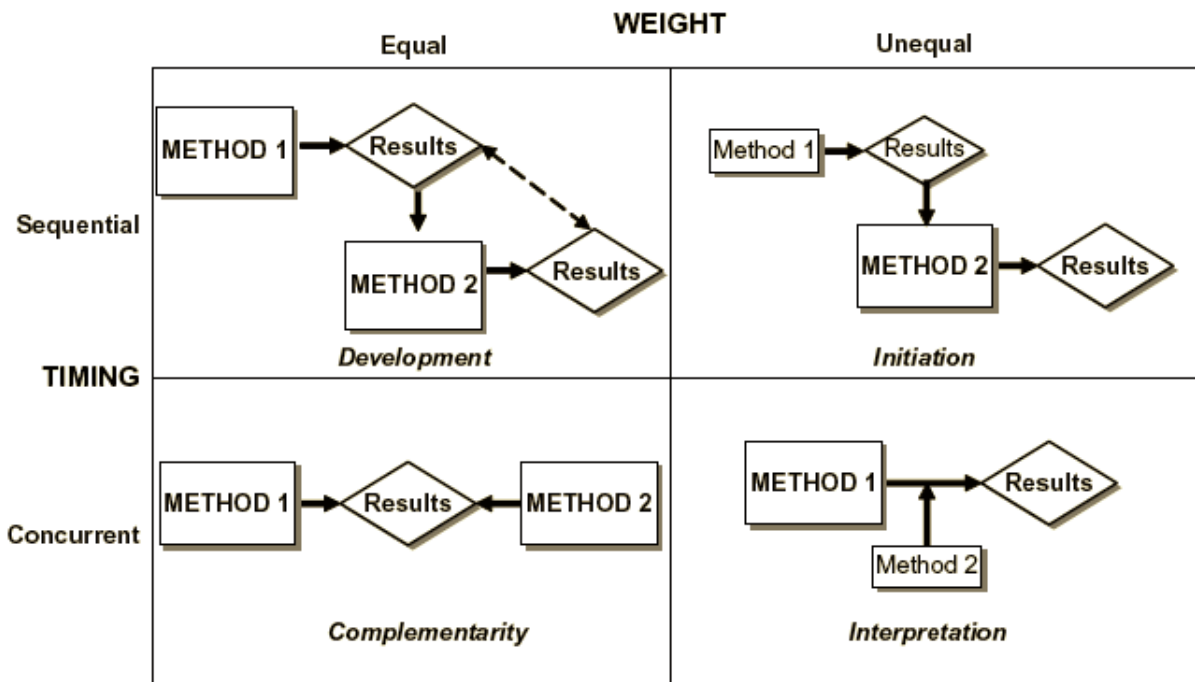 WEIGHT
Equal
Unequal
Sequential
METHOD 1
Results
METHOD 2
Results
Development
Method 1
Results
METHOD 2
Results
Initiation
TIMING
Concurrent
METHOD 1
Results
METHOD 2
Complementarity
METHOD 1
Results
Method 2
Interpretation